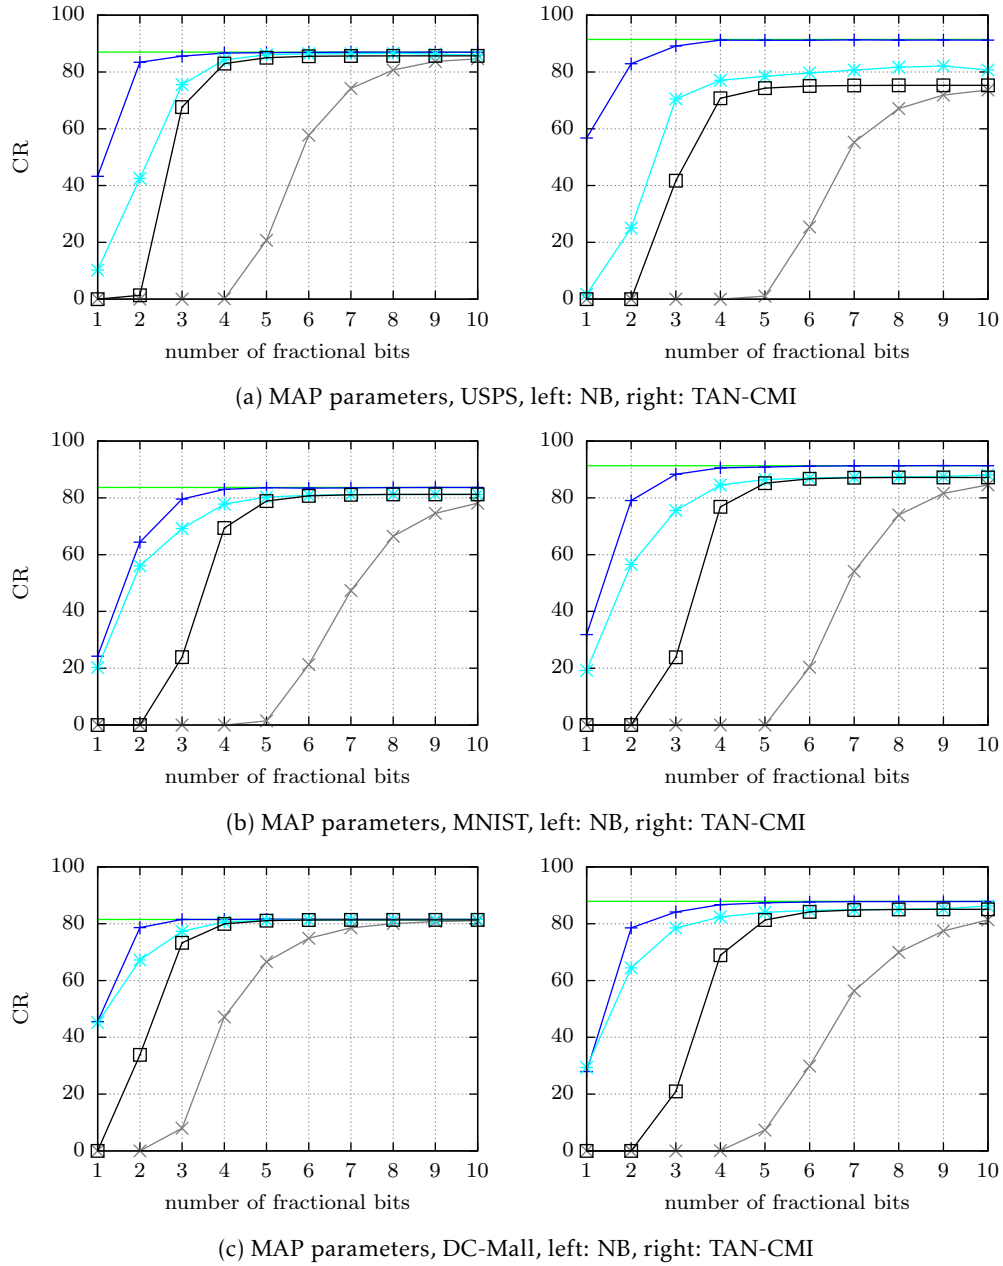 100
80
60
40
20
0
CR
1 2 3 4 5 6 7 8 9 10
number of fractional bits
100
80
60
40
20
0
1 2 3 4 5 6 7 8 9 10
number of fractional bits
(a) MAP parameters, USPS, left: NB, right: TAN-CMI
100
80
60
40
20
0
CR
1 2 3 4 5 6 7 8 9 10
number of fractional bits
100
80
60
40
20
0
1 2 3 4 5 6 7 8 9 10
number of fractional bits
(b) MAP parameters, MNIST, left: NB, right: TAN-CMI
100
80
60
40
20
0
CR
1 2 3 4 5 6 7 8 9 10
number of fractional bits
100
80
60
40
20
0
1 2 3 4 5 6 7 8 9 10
number of fractional bits
(c) MAP parameters, DC-Mall, left: NB, right: TAN-CMI